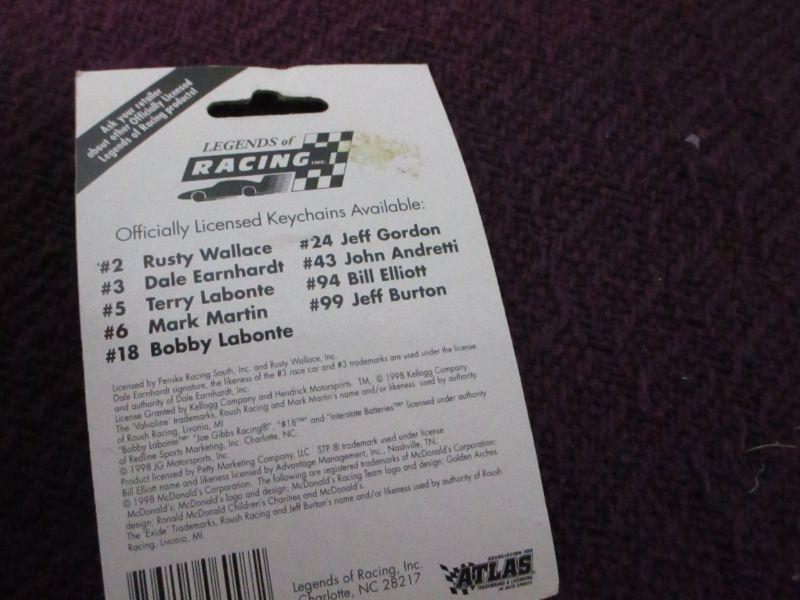 Ask your retailer
about other Officially Licensed
Legends of Racing products!
LEGENDS of
RACING INC.
Officially Licensed Keychains Available:
#2 Rusty Wallace
#3 Dale Earnhardt
#5 Terry Labonte
#6 Mark Martin
#18 Bobby Labonte
#24 Jeff Gordon
#43 John Andretti
#94 Bill Elliott
#99 Jeff Burton
Licensed by Penske Racing South, Inc. and Rusty Wallace, Inc.
Dale Earnhardt signature, the likeness of the #3 race car and #3 trademarks are used under the license
and authority of Dale Earnhardt, Inc.
License Granted by Kellogg Company and Hendrick Motorsports. TM, © 1998 Kellogg Company
The 'Valvoline' trademarks, Roush Racing and Mark Martin's name and/or likeness used by authority
of Roush Racing, Livonia, MI
"Bobby Labonte™" "Joe Gibbs Racing®", "#18™" and "Interstate Batteries™" licensed under authority
of Redline Sports Marketing, Inc. Charlotte, NC.
© 1998 JG Motorsports, Inc.
Product licensed by Petty Marketing Company, LLC STP ® trademark used under license
Bill Elliott name and likeness licensed by Advantage Management, Inc., Nashville, TN.
© 1998 McDonald's Corporation. The following are registered trademarks of McDonald's Corporation:
McDonald's; McDonald's logo and design; McDonald's Racing Team logo and design; Golden Arches
design; Ronald McDonald Children's Charities and McDonald's.
The 'Exide' Trademarks, Roush Racing and Jeff Burton's name and/or likeness used by authority of Roush
Racing, Livonia, MI
Legends of Racing, Inc.
Charlotte, NC 28217
ASSOCIATION FOR
ATLAS
TRADEMARKS & LICENSING
IN AUTO SPORTS